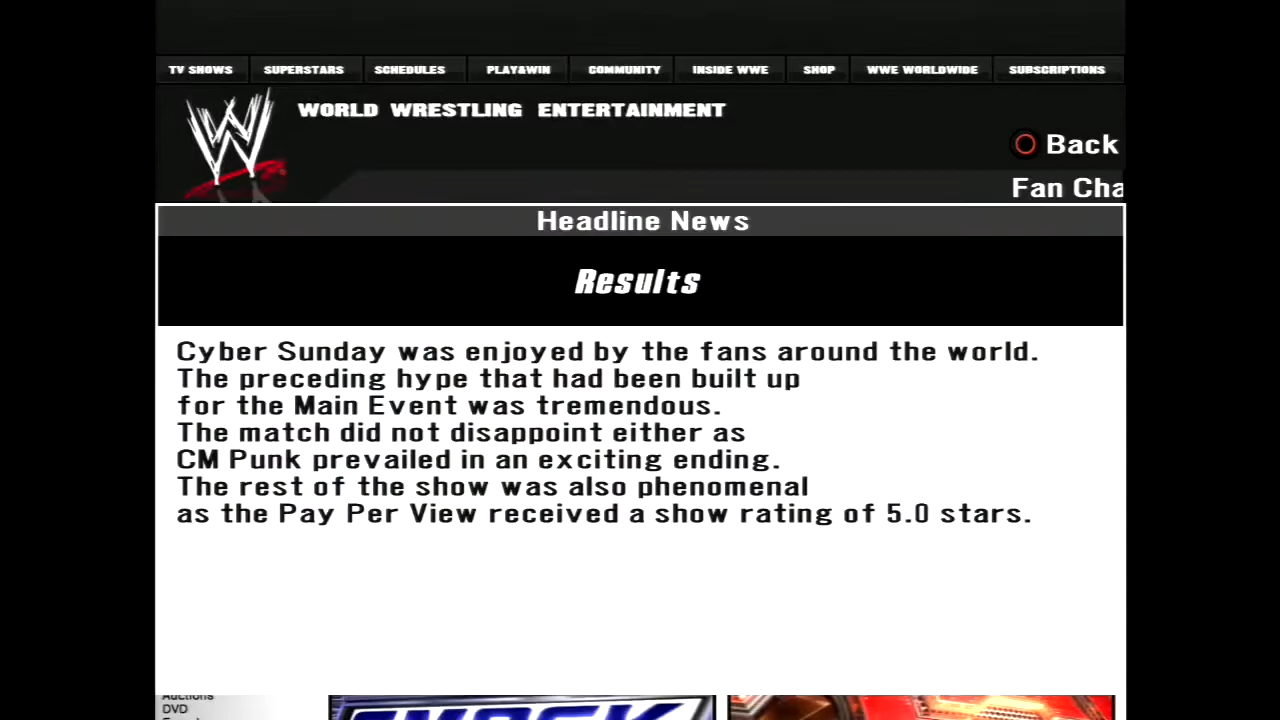 TV SHOWS SUPERSTARS SCHEDULES PLAY&WIN COMMUNITY INSIDE WWE SHOP WWE WORLDWIDE SUBSCRIPTIONS
WORLD WRESTLING ENTERTAINMENT
Back
Fan Cha
Headline News
Results
Cyber Sunday was enjoyed by the fans around the world.
The preceding hype that had been built up
for the Main Event was tremendous.
The match did not disappoint either as
CM Punk prevailed in an exciting ending.
The rest of the show was also phenomenal
as the Pay Per View received a show rating of 5.0 stars.
Auctions
DVD